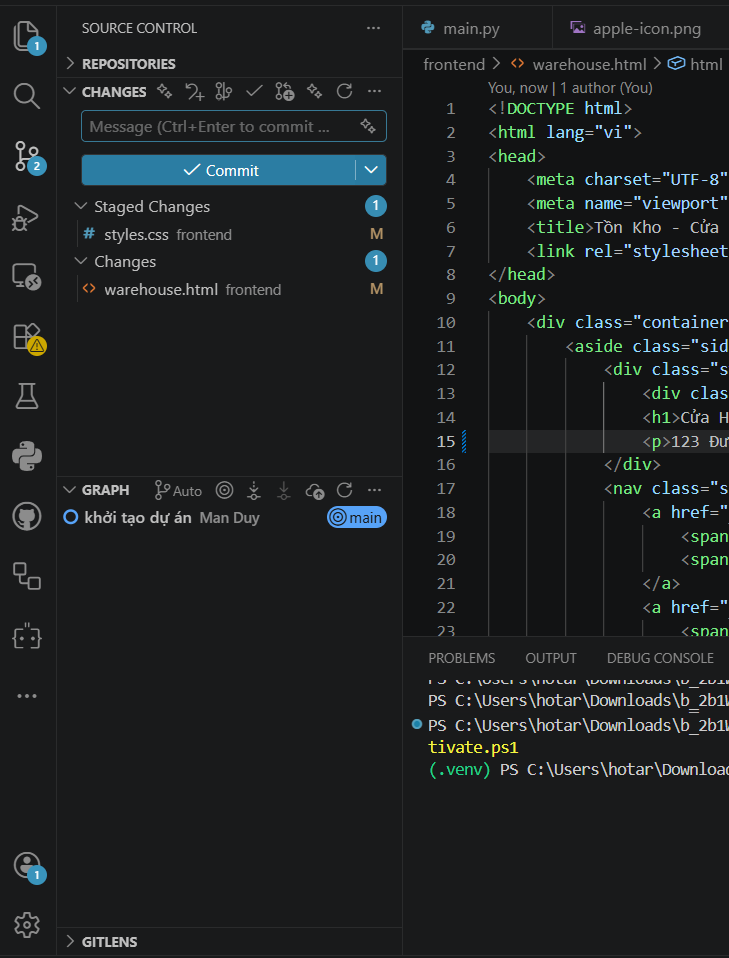 1
2
1
SOURCE CONTROL
REPOSITORIES
CHANGES
Message (Ctrl+Enter to commit ...
Commit
Staged Changes 1
# styles.css frontend M
Changes 1
<> warehouse.html frontend M
GRAPH Auto
khởi tạo dự án Man Duy main
GITLENS
main.py apple-icon.png
frontend > <> warehouse.html > html
You, now | 1 author (You)
1 <!DOCTYPE html>
2 <html lang="vi">
3 <head>
4 <meta charset="UTF-8"
5 <meta name="viewport"
6 <title>Tồn Kho - Cửa
7 <link rel="stylesheet
8 </head>
9 <body>
10 <div class="container
11 <aside class="sid
12 <div class="s
13 <div clas
14 <h1>Cửa H
15 <p>123 Đư
16 </div>
17 <nav class="s
18 <a href="
19 <span
20 <span
21 </a>
22 <a href="
23 <span
PROBLEMS OUTPUT DEBUG CONSOLE
PS C:\Users\hotar\Downloads\b_2b1W
PS C:\Users\hotar\Downloads\b_2b1W
PS C:\Users\hotar\Downloads\b_2b1W
tivate.ps1
(.venv) PS C:\Users\hotar\Downloa